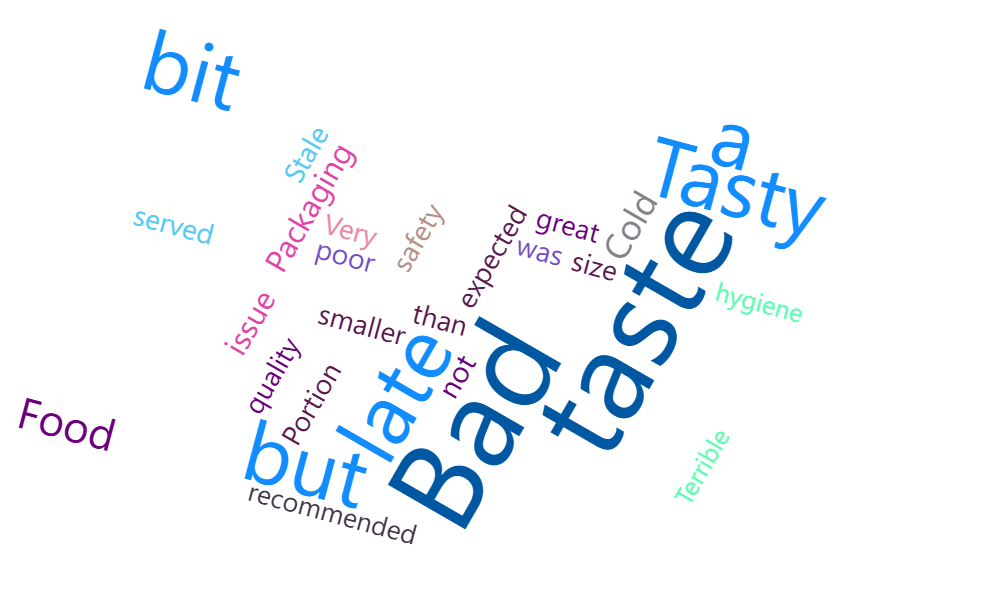 bit
a
Tasty
Stale
Packaging
served
Very
safety
poor
expected
great
was
size
Cold
taste
hygiene
issue
smaller
than
late
not
quality
Portion
Bad
Food
but
recommended
Terrible